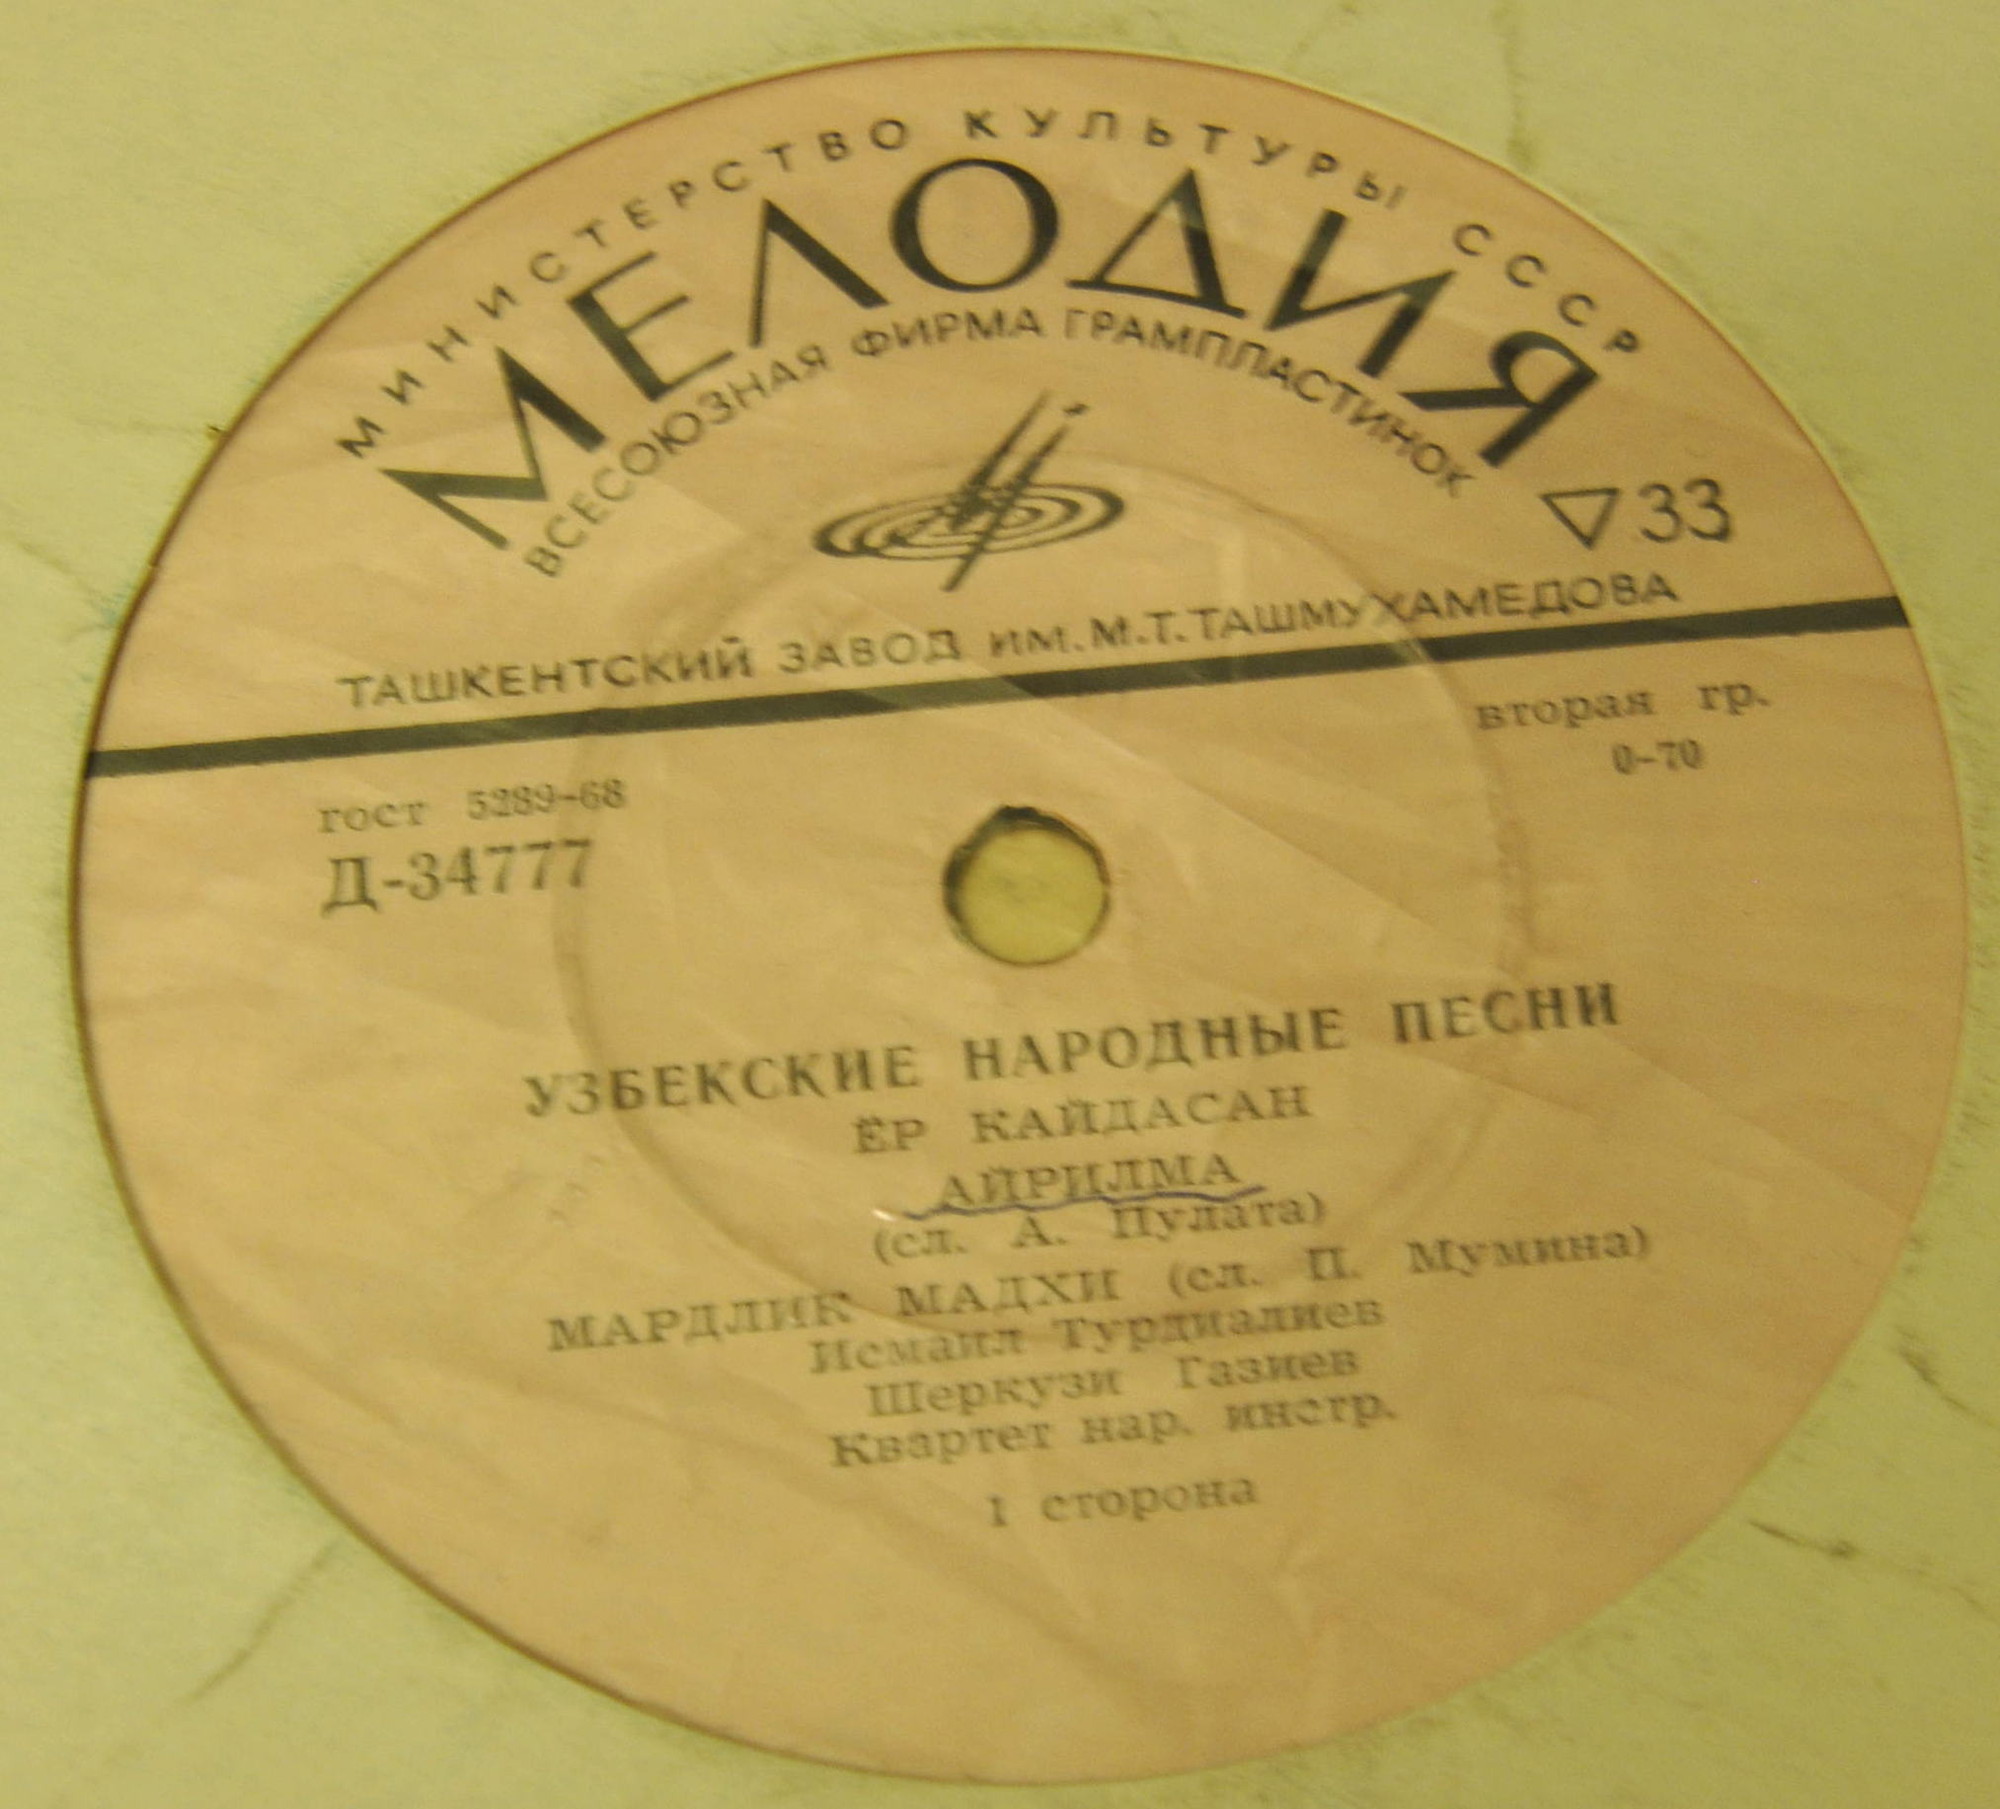 МИНИСТЕРСТВО КУЛЬТУРЫ СССР
МЕЛОДИЯ
ВСЕСОЮЗНАЯ ФИРМА ГРАМПЛАСТИНОК
33
ТАШКЕНТСКИЙ ЗАВОД ИМ. М.Т.ТАШМУХАМЕДОВА
вторая гр.
0-70
гост 5289-68
Д-34777
УЗБЕКСКИЕ НАРОДНЫЕ ПЕСНИ
ЁР КАЙДАСАН
АЙРИЛМА
(сл. А. Пулата)
МАРДЛИК МАДХИ (сл. П. Мумина)
Исмаил Турдиалиев
Шеркузи Газиев
Квартет нар. инстр.
1 сторона